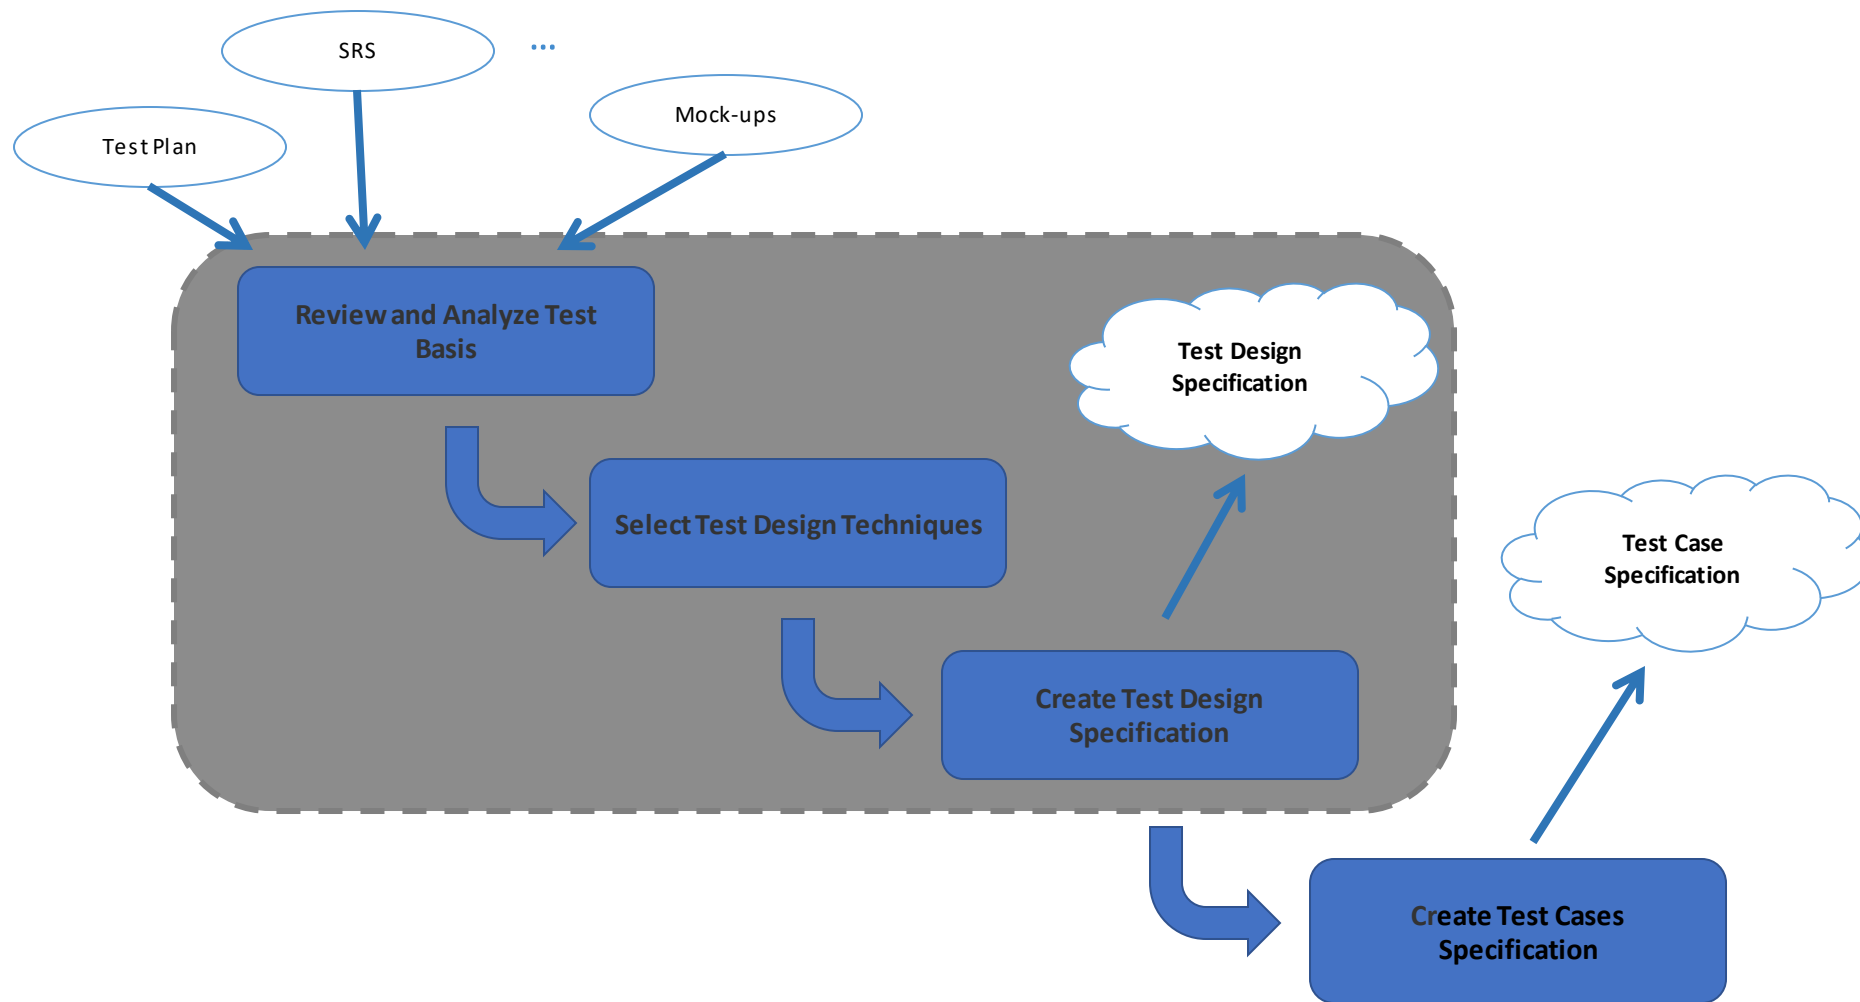 SRS
...
Mock-ups
Test Plan
Review and Analyze Test
Basis
Test Design
Specification
Select Test Design Techniques
Test Case
Specification
Create Test Design
Specification
Create Test Cases
Specification